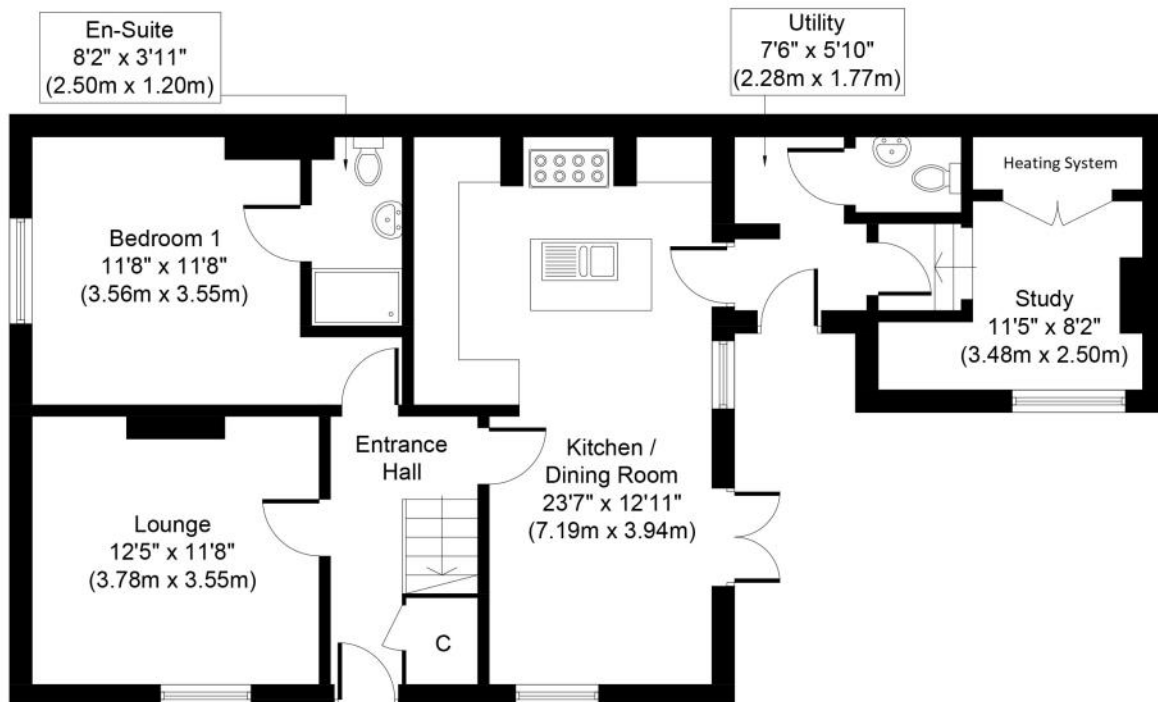 En-Suite
8'2" x 3'11"
(2.50m x 1.20m)
Utility
7'6" x 5'10"
(2.28m x 1.77m)
Heating System
Bedroom 1
11'8" x 11'8"
(3.56m x 3.55m)
Study
11'5" x 8'2"
(3.48m x 2.50m)
Entrance
Hall
Kitchen /
Dining Room
23'7" x 12'11"
(7.19m x 3.94m)
Lounge
12'5" x 11'8"
(3.78m x 3.55m)
C